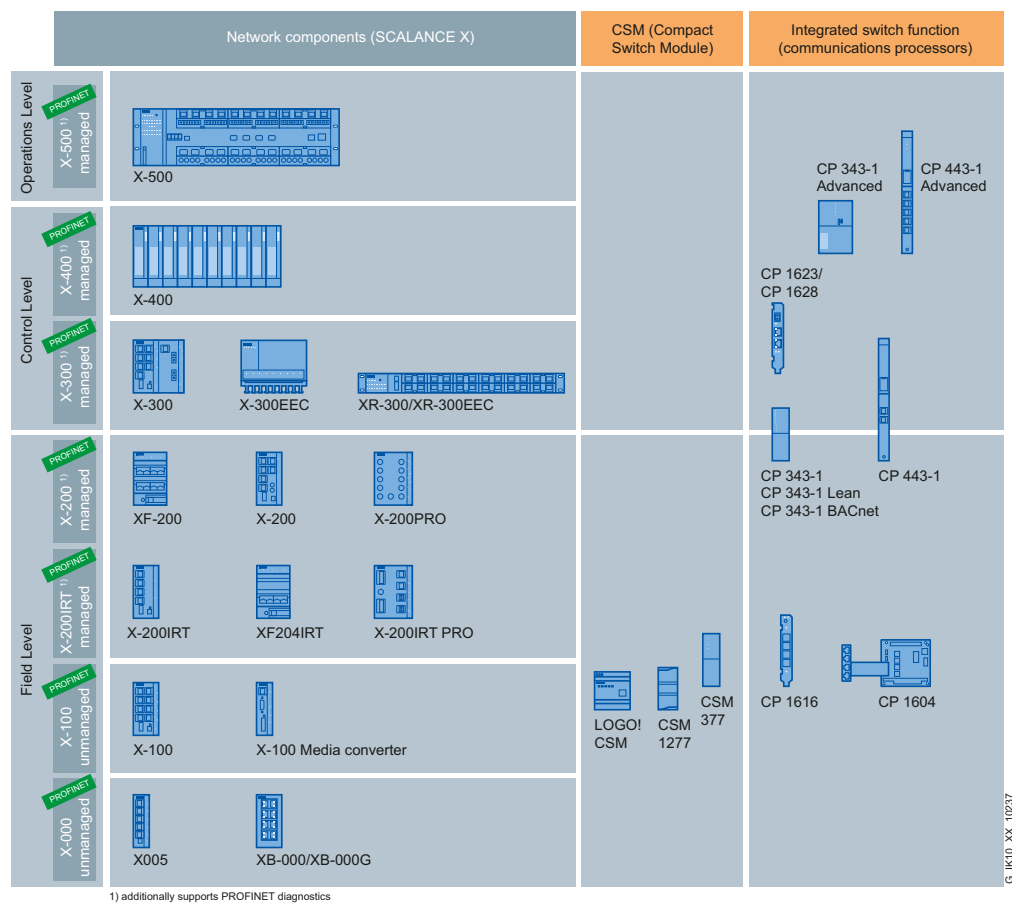 Network components (SCALANCE X)
CSM (Compact
Switch Module)
Integrated switch function
(communications processors)
Operations Level
PROFINET
X-500 1)
managed
X-500
CP 343-1
Advanced
CP 443-1
Advanced
Control Level
PROFINET
X-400 1)
managed
X-400
CP 1623/
CP 1628
PROFINET
X-300 1)
managed
X-300
X-300EEC
XR-300/XR-300EEC
Field Level
PROFINET
X-200 1)
managed
XF-200
X-200
X-200PRO
CP 343-1
CP 343-1 Lean
CP 343-1 BACnet
CP 443-1
PROFINET
X-200IRT 1)
managed
X-200IRT
XF204IRT
X-200IRT PRO
PROFINET
X-100
unmanaged
X-100
X-100 Media converter
LOGO!
CSM
CSM
1277
CSM
377
CP 1616
CP 1604
PROFINET
X-000
unmanaged
X005
XB-000/XB-000G
G_IK10_XX_10237
1) additionally supports PROFINET diagnostics